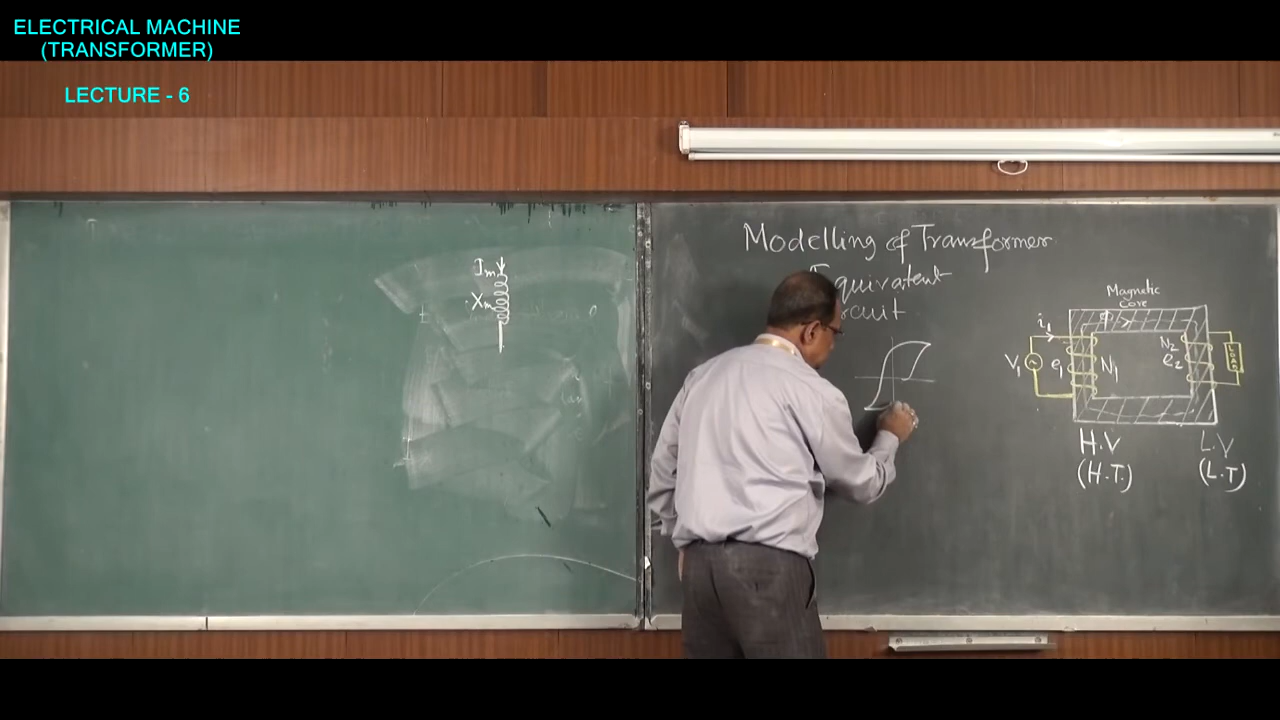 ELECTRICAL MACHINE
(TRANSFORMER)
LECTURE - 6
Modelling of Transformer
Equivalent
Im
Xm
Magnetic
Core
Φ
i1
V1
e1
N1
N2
e2
LOAD
H.V
(H.T.)
L.V
(L.T)